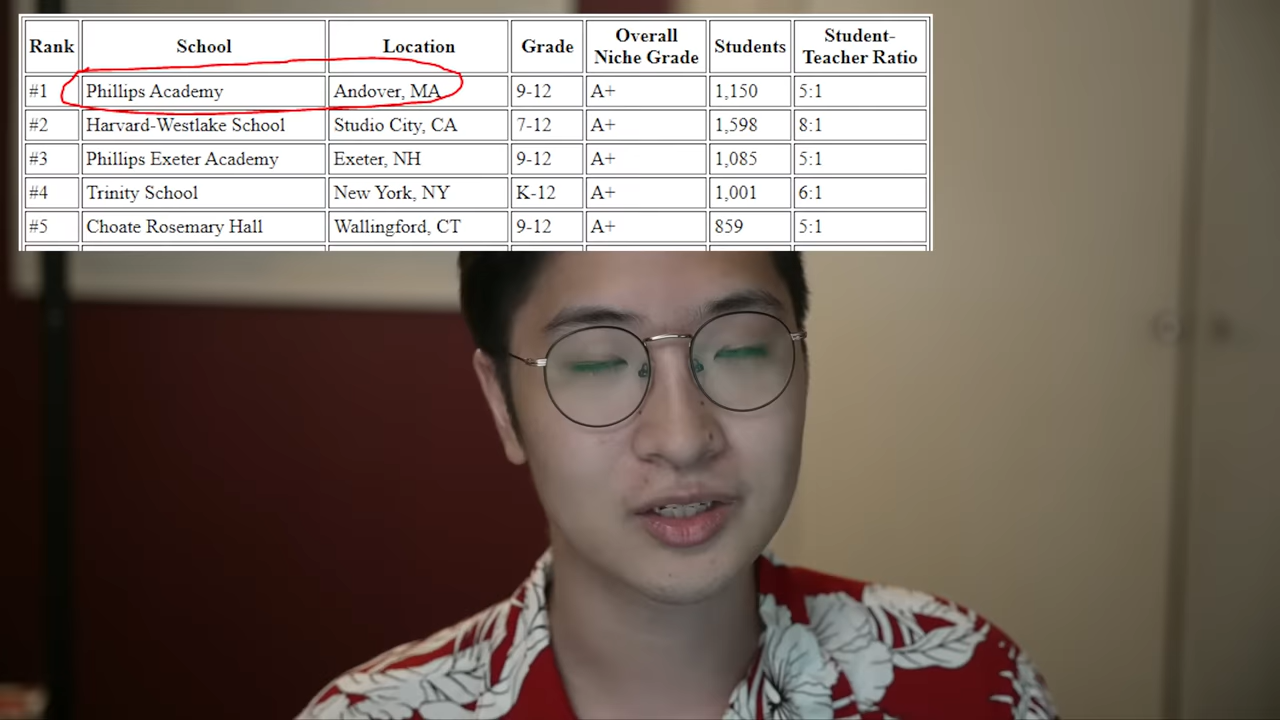 Rank School Location Grade Overall Niche Grade Students Student-Teacher Ratio
#1 Phillips Academy Andover, MA 9-12 A+ 1,150 5:1
#2 Harvard-Westlake School Studio City, CA 7-12 A+ 1,598 8:1
#3 Phillips Exeter Academy Exeter, NH 9-12 A+ 1,085 5:1
#4 Trinity School New York, NY K-12 A+ 1,001 6:1
#5 Choate Rosemary Hall Wallingford, CT 9-12 A+ 859 5:1